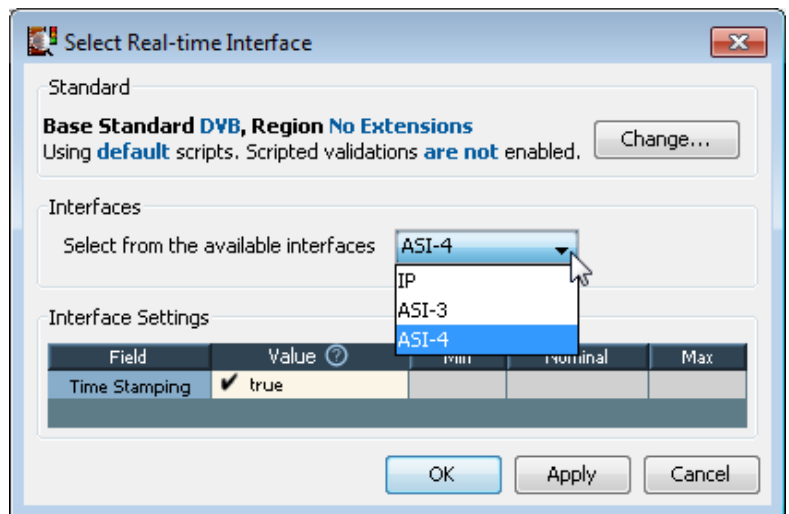 Select Real-time Interface
Standard
Base Standard DVB, Region No Extensions
Using default scripts. Scripted validations are not enabled.
Change...
Interfaces
Select from the available interfaces ASI-4
IP
ASI-3
ASI-4
Interface Settings
Field Value Min Nominal Max
Time Stamping true
OK Apply Cancel